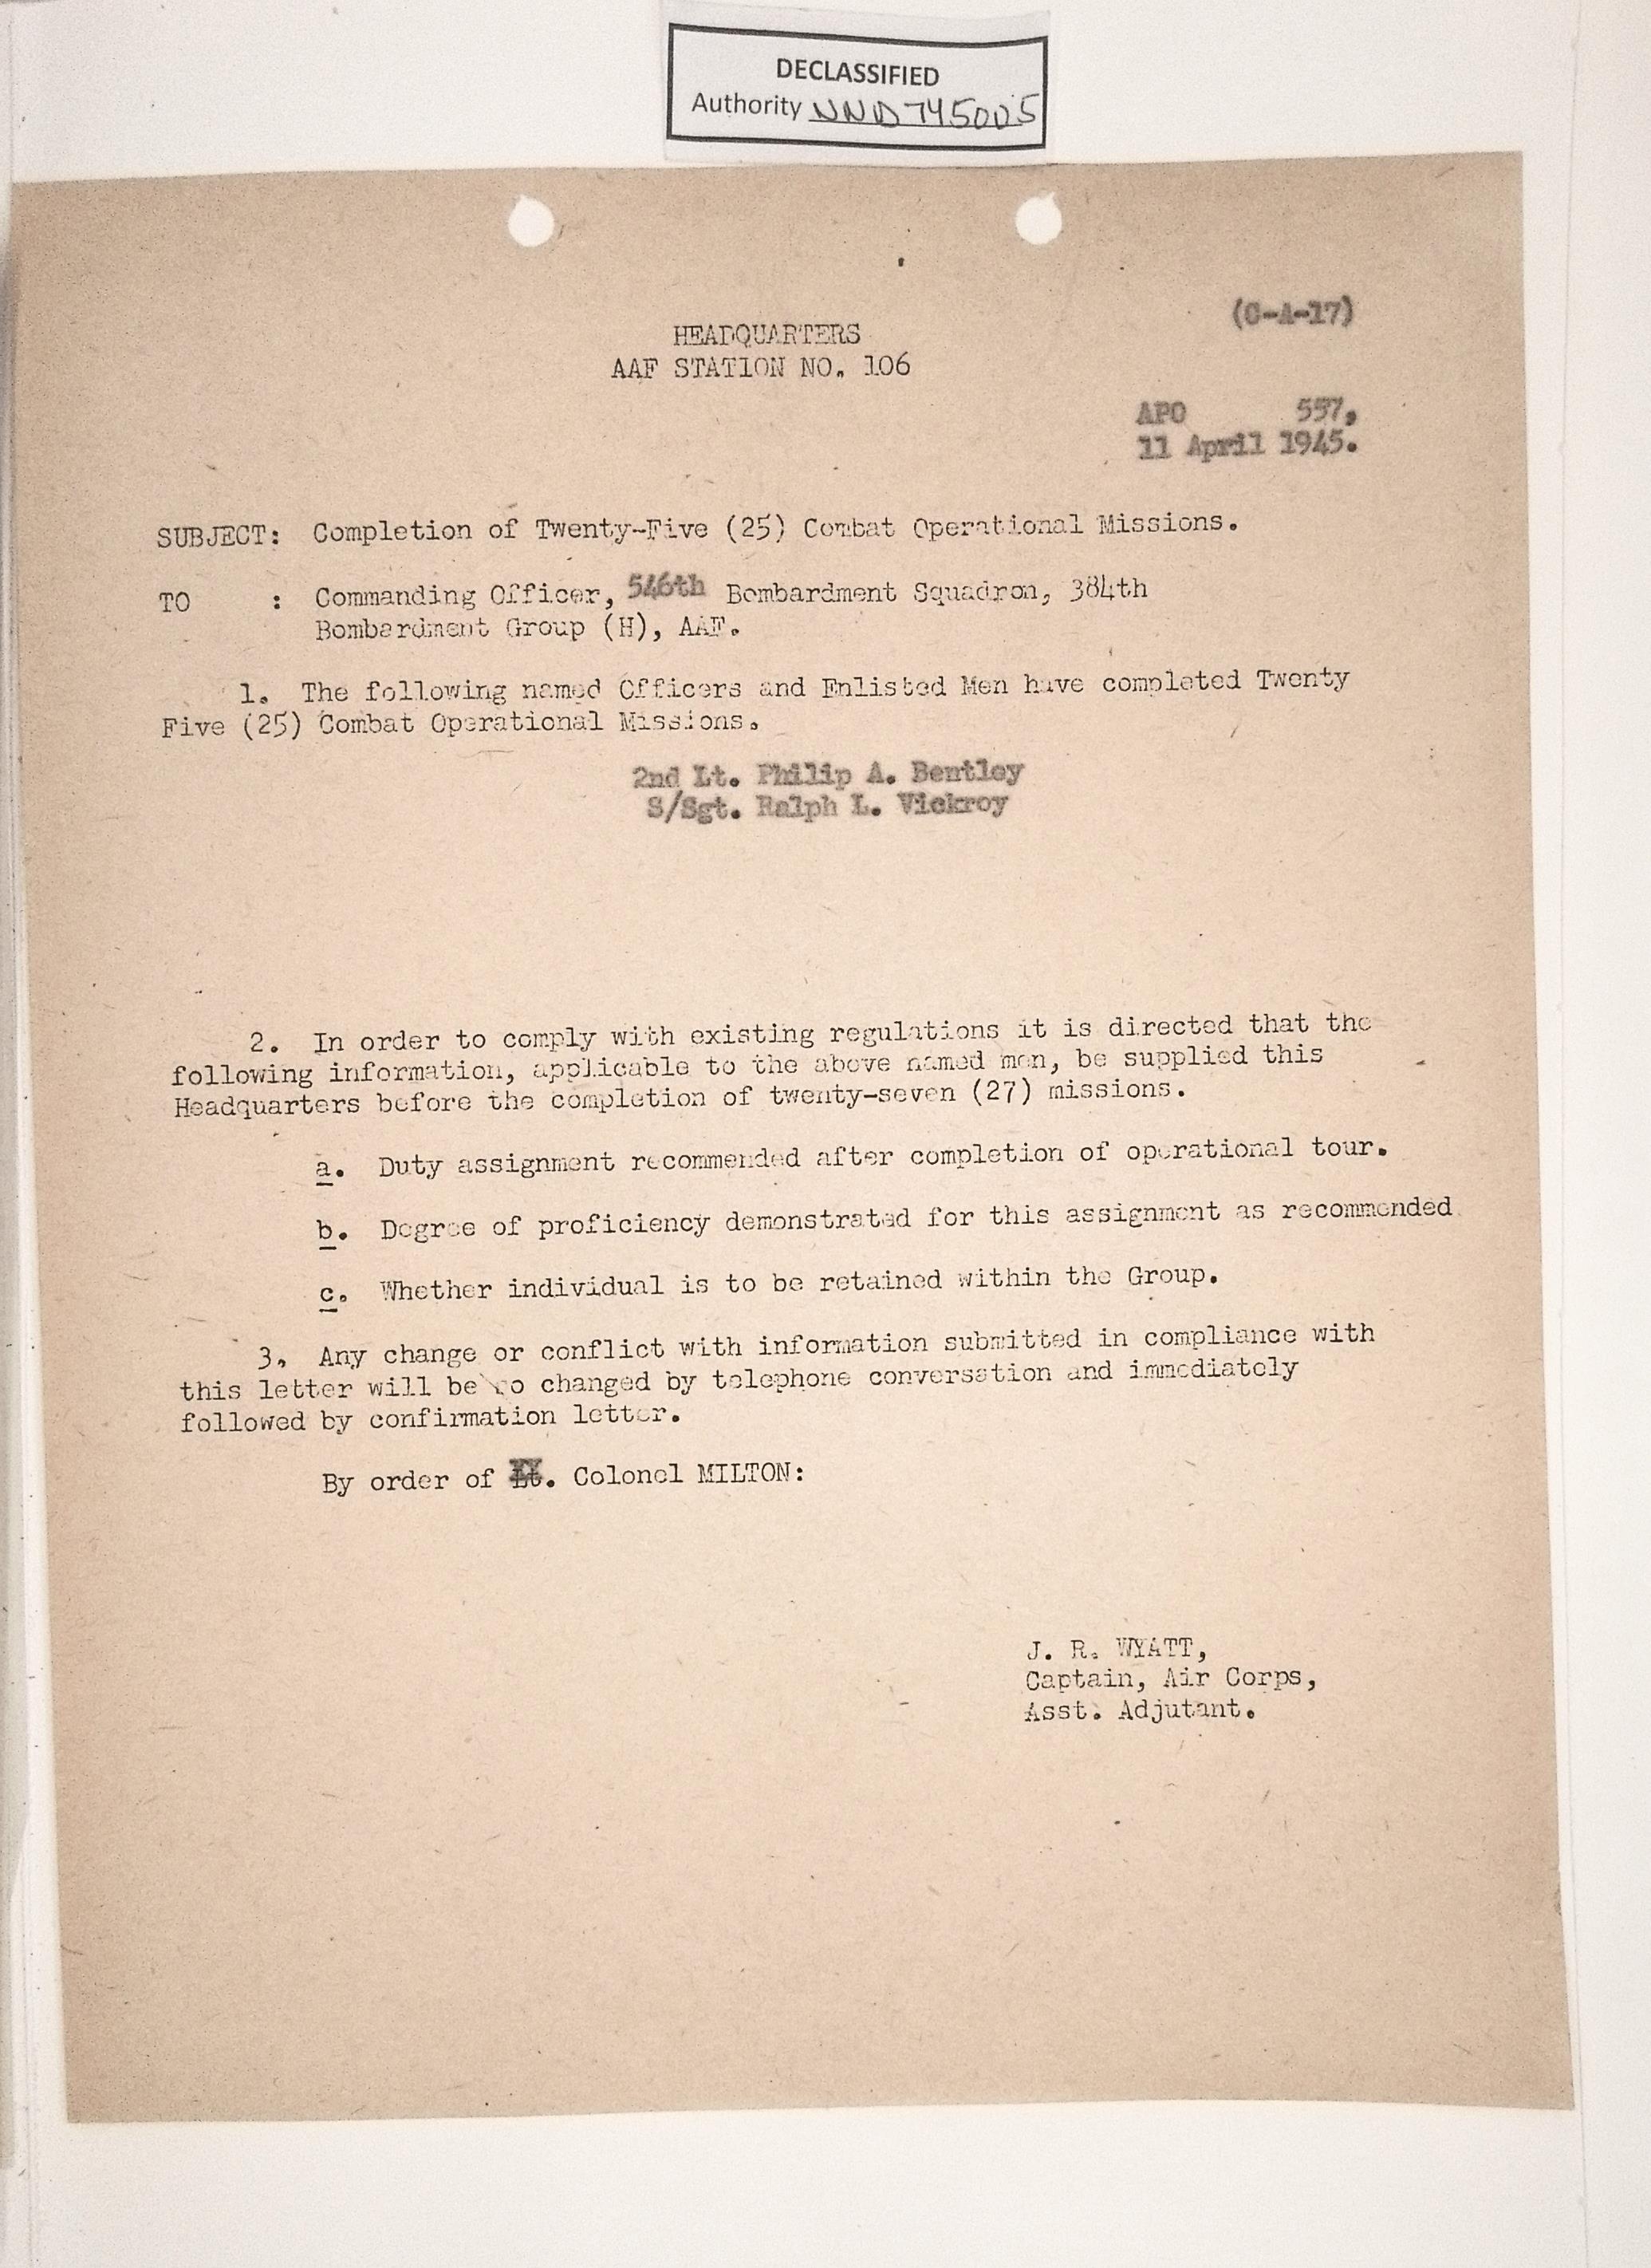 DECLASSIFIED
Authority NND 745005
(C-A-17)
HEADQUARTERS
AAF STATION NO. 106
APO 557,
11 April 1945.
SUBJECT: Completion of Twenty-Five (25) Combat Operational Missions.
TO : Commanding Officer, 546th Bombardment Squadron, 384th
Bombardment Group (H), AAF.
1. The following named Officers and Enlisted Men have completed Twenty
Five (25) Combat Operational Missions.
2nd Lt. Philip A. Bentley
S/Sgt. Ralph L. Vickroy
2. In order to comply with existing regulations it is directed that the
following information, applicable to the above named men, be supplied this
Headquarters before the completion of twenty-seven (27) missions.
a. Duty assignment recommended after completion of operational tour.
b. Degree of proficiency demonstrated for this assignment as recommended.
c. Whether individual is to be retained within the Group.
3. Any change or conflict with information submitted in compliance with
this letter will be so changed by telephone conversation and immediately
followed by confirmation letter.
By order of Colonel MILTON:
J. R. WYATT,
Captain, Air Corps,
Asst. Adjutant.